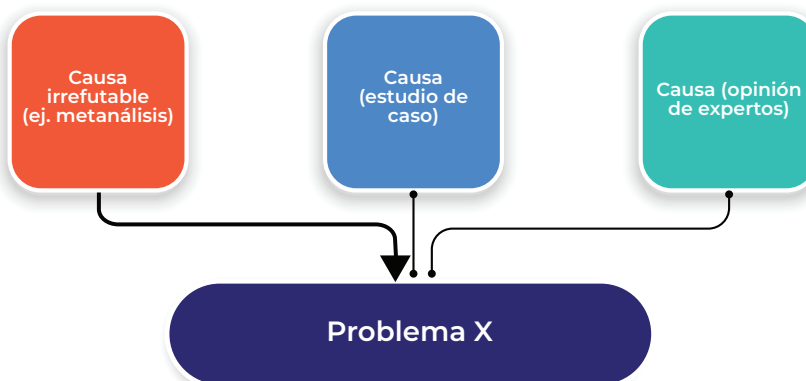 Causa
irrefutable
(ej. metanálisis)
Causa
(estudio de
caso)
Causa (opinión
de expertos)
Problema X